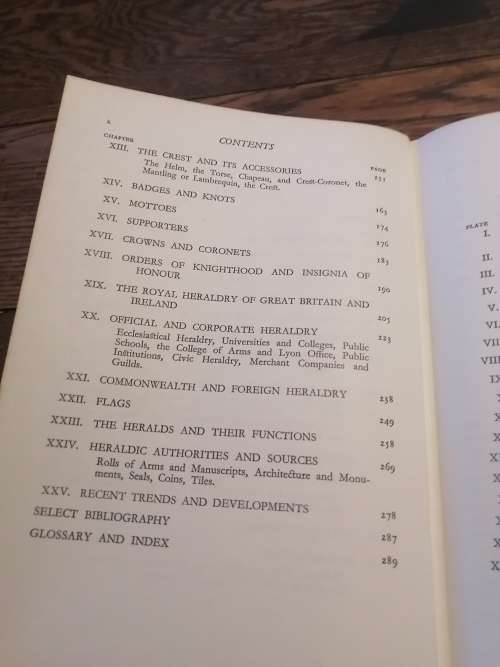 x
CONTENTS
CHAPTER PAGE
XIII. THE CREST AND ITS ACCESSORIES 151
The Helm, the Torse, Chapeau, and Crest-Coronet, the
Mantling or Lambrequin, the Crest.
XIV. BADGES AND KNOTS 163
XV. MOTTOES 174
XVI. SUPPORTERS 176
XVII. CROWNS AND CORONETS 183
XVIII. ORDERS OF KNIGHTHOOD AND INSIGNIA OF
HONOUR 190
XIX. THE ROYAL HERALDRY OF GREAT BRITAIN AND
IRELAND 205
XX. OFFICIAL AND CORPORATE HERALDRY 223
Ecclesiastical Heraldry, Universities and Colleges, Public
Schools, the College of Arms and Lyon Office, Public
Institutions, Civic Heraldry, Merchant Companies and
Guilds.
XXI. COMMONWEALTH AND FOREIGN HERALDRY 238
XXII. FLAGS 249
XXIII. THE HERALDS AND THEIR FUNCTIONS 258
XXIV. HERALDIC AUTHORITIES AND SOURCES 269
Rolls of Arms and Manuscripts, Architecture and Monu-
ments, Seals, Coins, Tiles.
XXV. RECENT TRENDS AND DEVELOPMENTS 278
SELECT BIBLIOGRAPHY 287
GLOSSARY AND INDEX 289
PLATE
I.
II.
III.
IV.
V.
VI.
VII
VIII